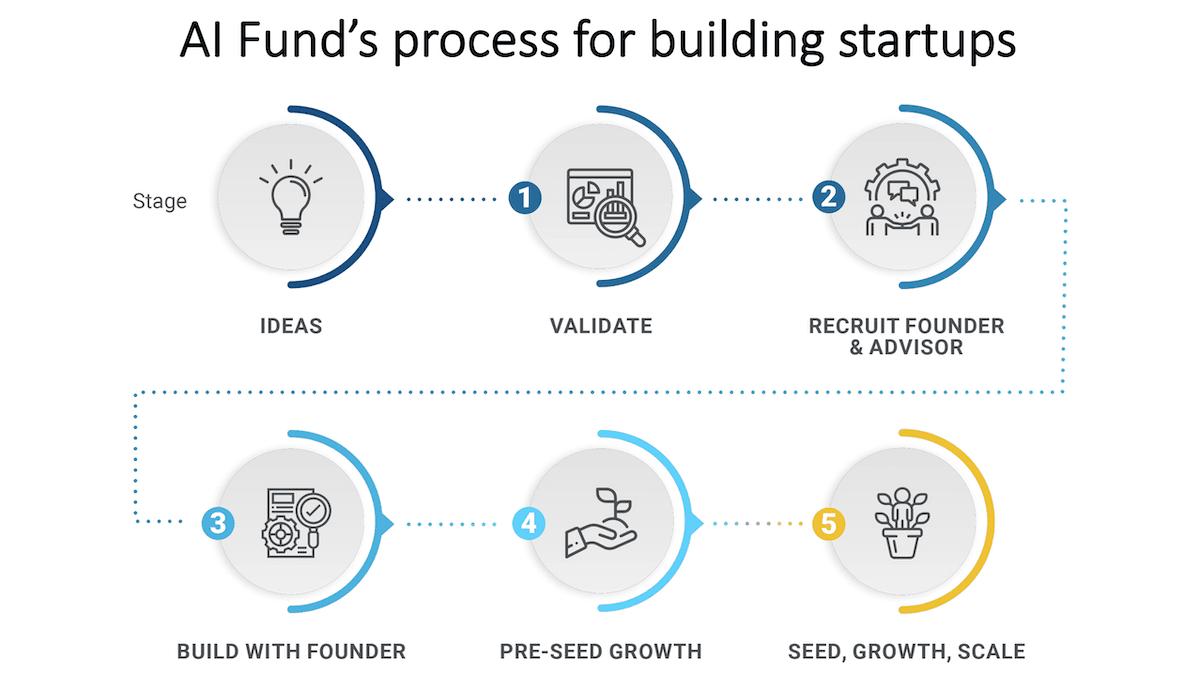 AI Fund's process for building startups
Stage
1
2
IDEAS
VALIDATE
RECRUIT FOUNDER
& ADVISOR
3
4
5
BUILD WITH FOUNDER
PRE-SEED GROWTH
SEED, GROWTH, SCALE